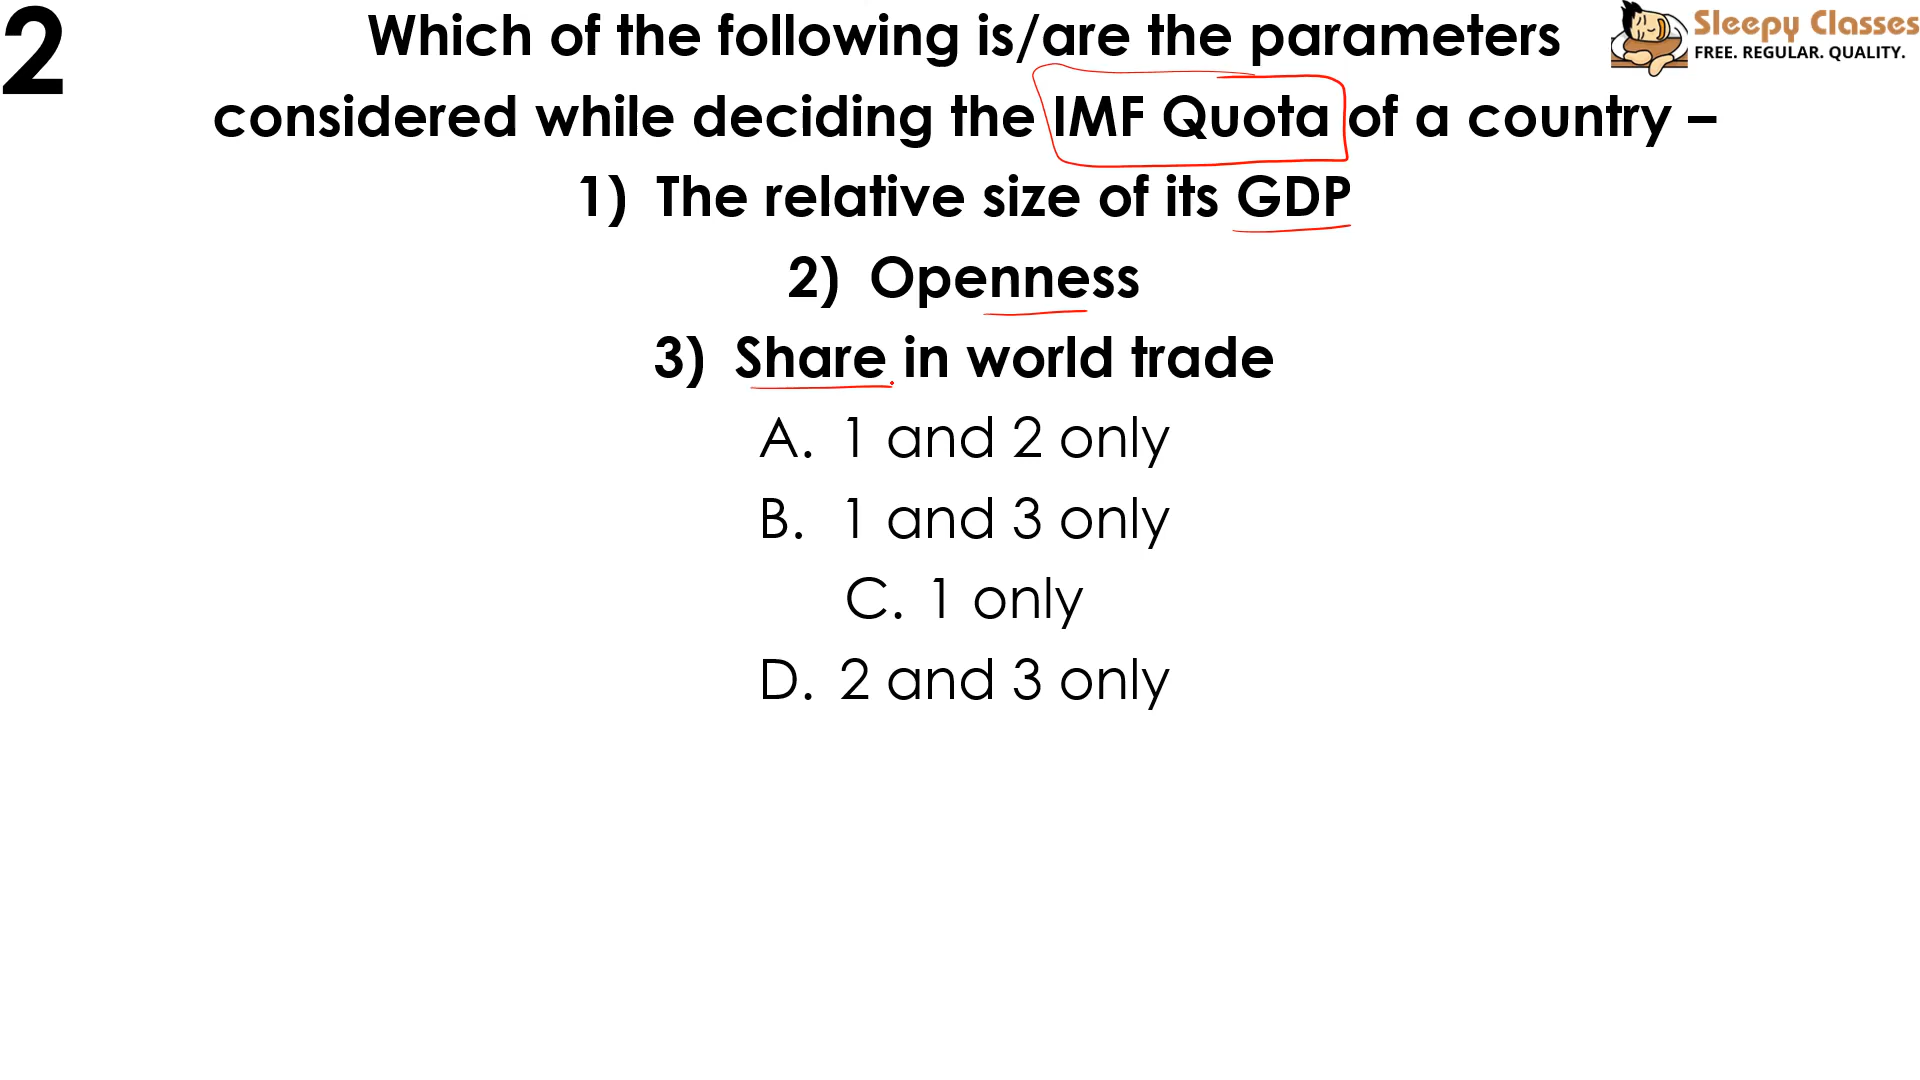 2
Which of the following is/are the parameters
considered while deciding the IMF Quota of a country –
1) The relative size of its GDP
2) Openness
3) Share in world trade
A. 1 and 2 only
B. 1 and 3 only
C. 1 only
D. 2 and 3 only
Sleepy Classes
FREE. REGULAR. QUALITY.